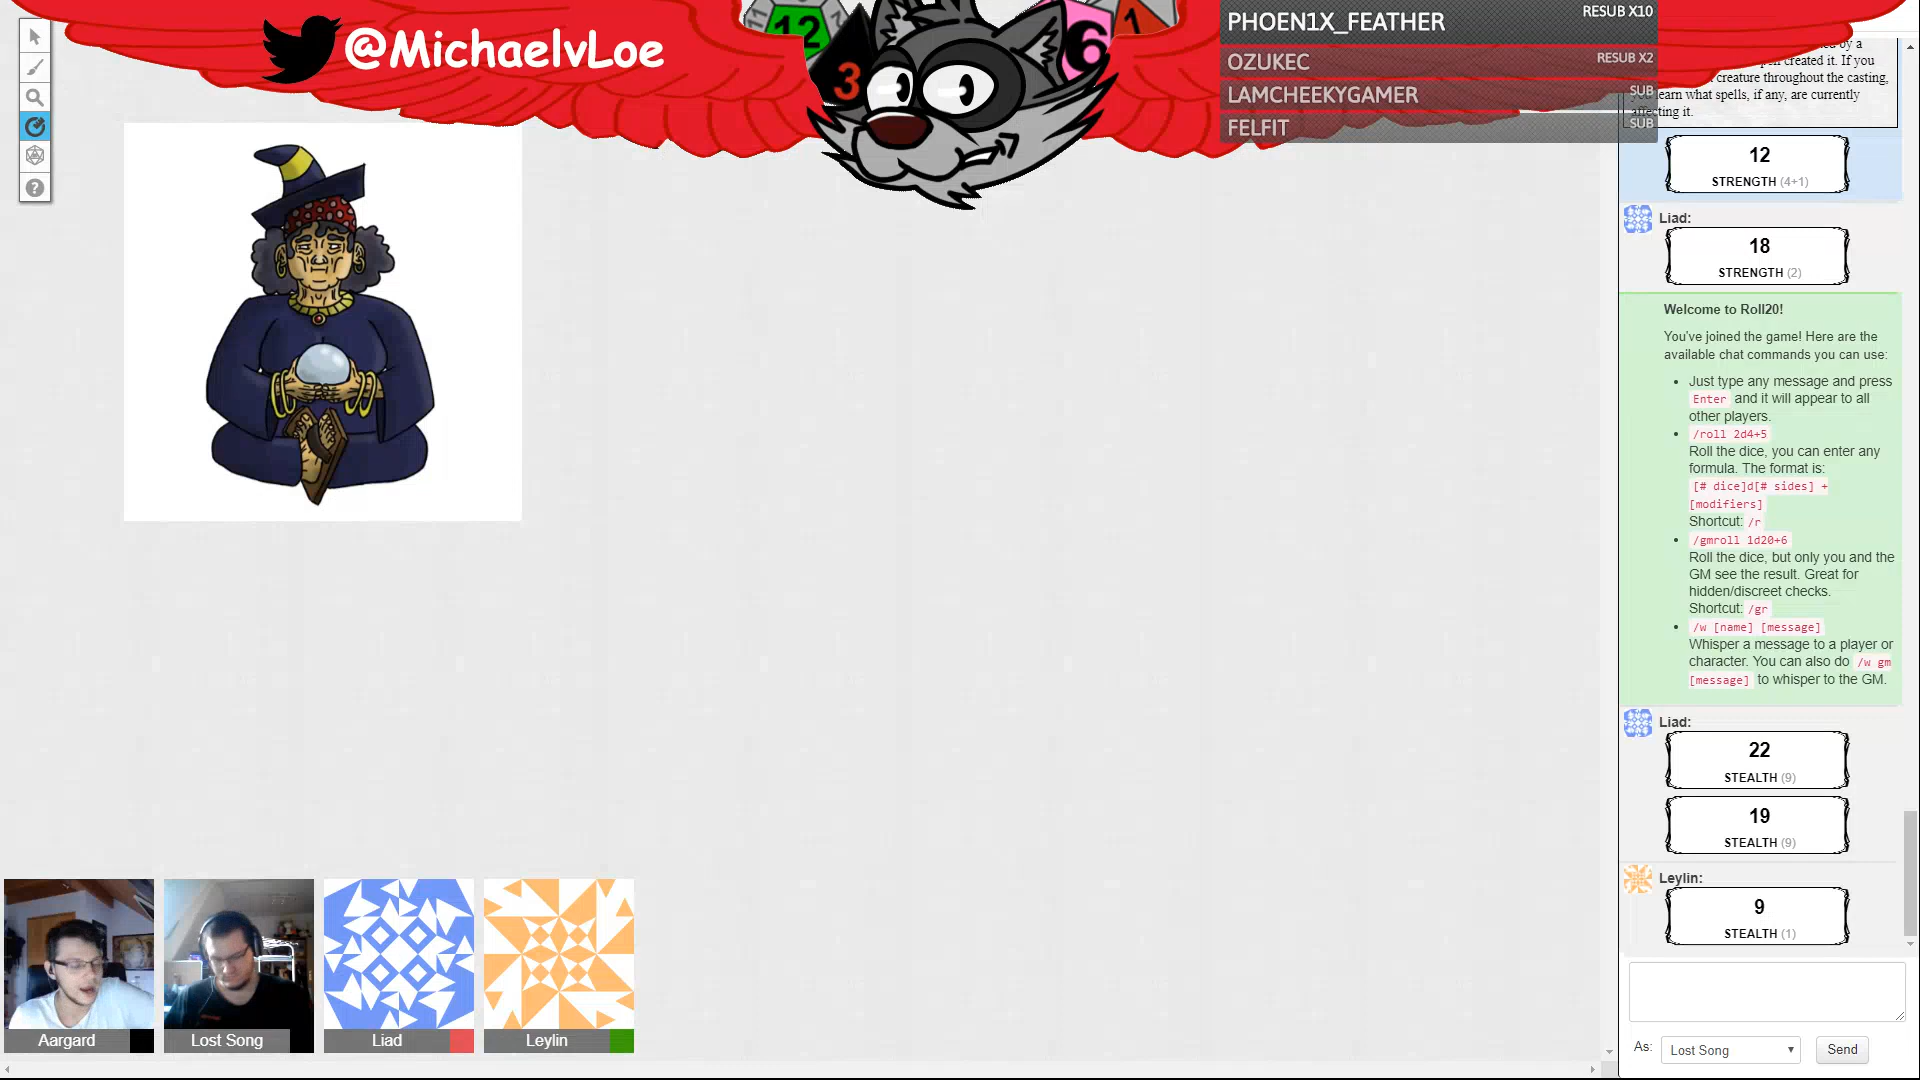 @MichaelvLoe
12
3
6
1
PHOEN1X_FEATHER RESUB X10
OZUKEC RESUB X2
LAMCHEEKYGAMER SUB
FELFIT SUB
by a
created it. If you
creature throughout the casting,
learn what spells, if any, are currently
affecting it.
12
STRENGTH (4+1)
Liad:
18
STRENGTH (2)
Welcome to Roll20!
You've joined the game! Here are the
available chat commands you can use:
Just type any message and press
Enter and it will appear to all
other players.
/roll 2d4+5
Roll the dice, you can enter any
formula. The format is:
[# dice]d[# sides] +
[modifiers]
Shortcut: /r
/gmroll 1d20+6
Roll the dice, but only you and the
GM see the result. Great for
hidden/discreet checks.
Shortcut: /gr
/w [name] [message]
Whisper a message to a player or
character. You can also do /w gm
[message] to whisper to the GM.
Liad:
22
STEALTH (9)
19
STEALTH (9)
Leylin:
9
STEALTH (1)
Aargard
Lost Song
Liad
Leylin
As: Lost Song Send